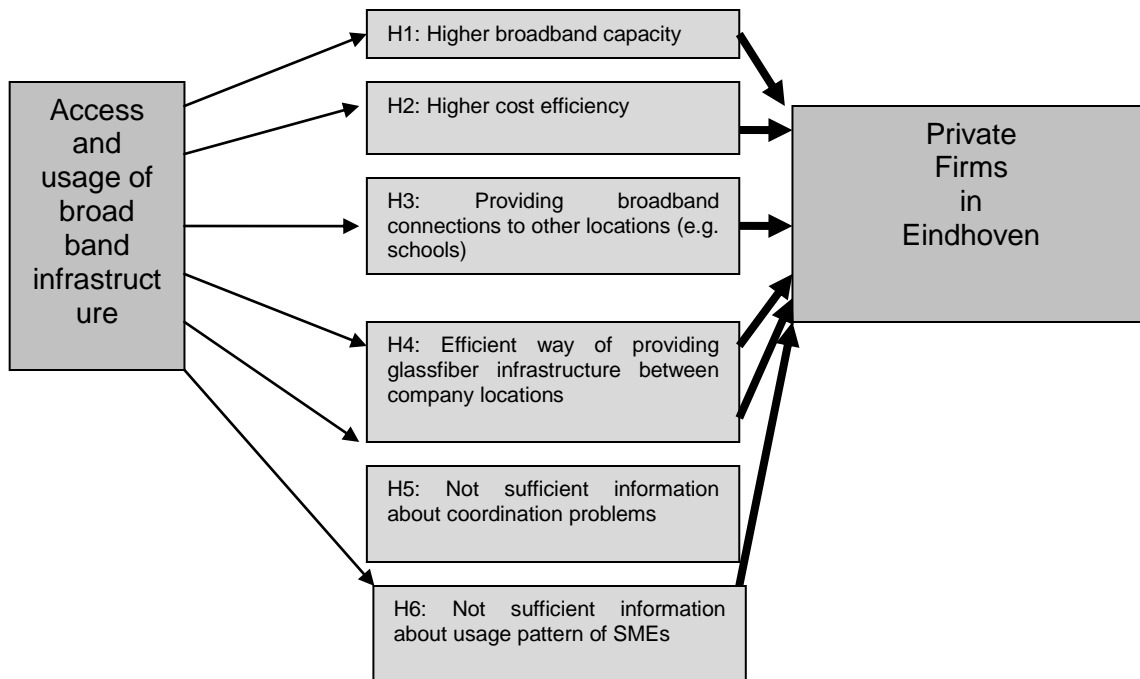 Access
and
usage of
broad
band
infrastruct
ure
H1: Higher broadband capacity
H2: Higher cost efficiency
H3: Providing broadband
connections to other locations (e.g.
schools)
H4: Efficient way of providing
glassfiber infrastructure between
company locations
H5: Not sufficient information
about coordination problems
H6: Not sufficient information
about usage pattern of SMEs
Private
Firms
in
Eindhoven